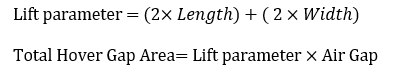 Lift parameter = (2× Length) + ( 2 × Width)
Total Hover Gap Area= Lift parameter × Air Gap